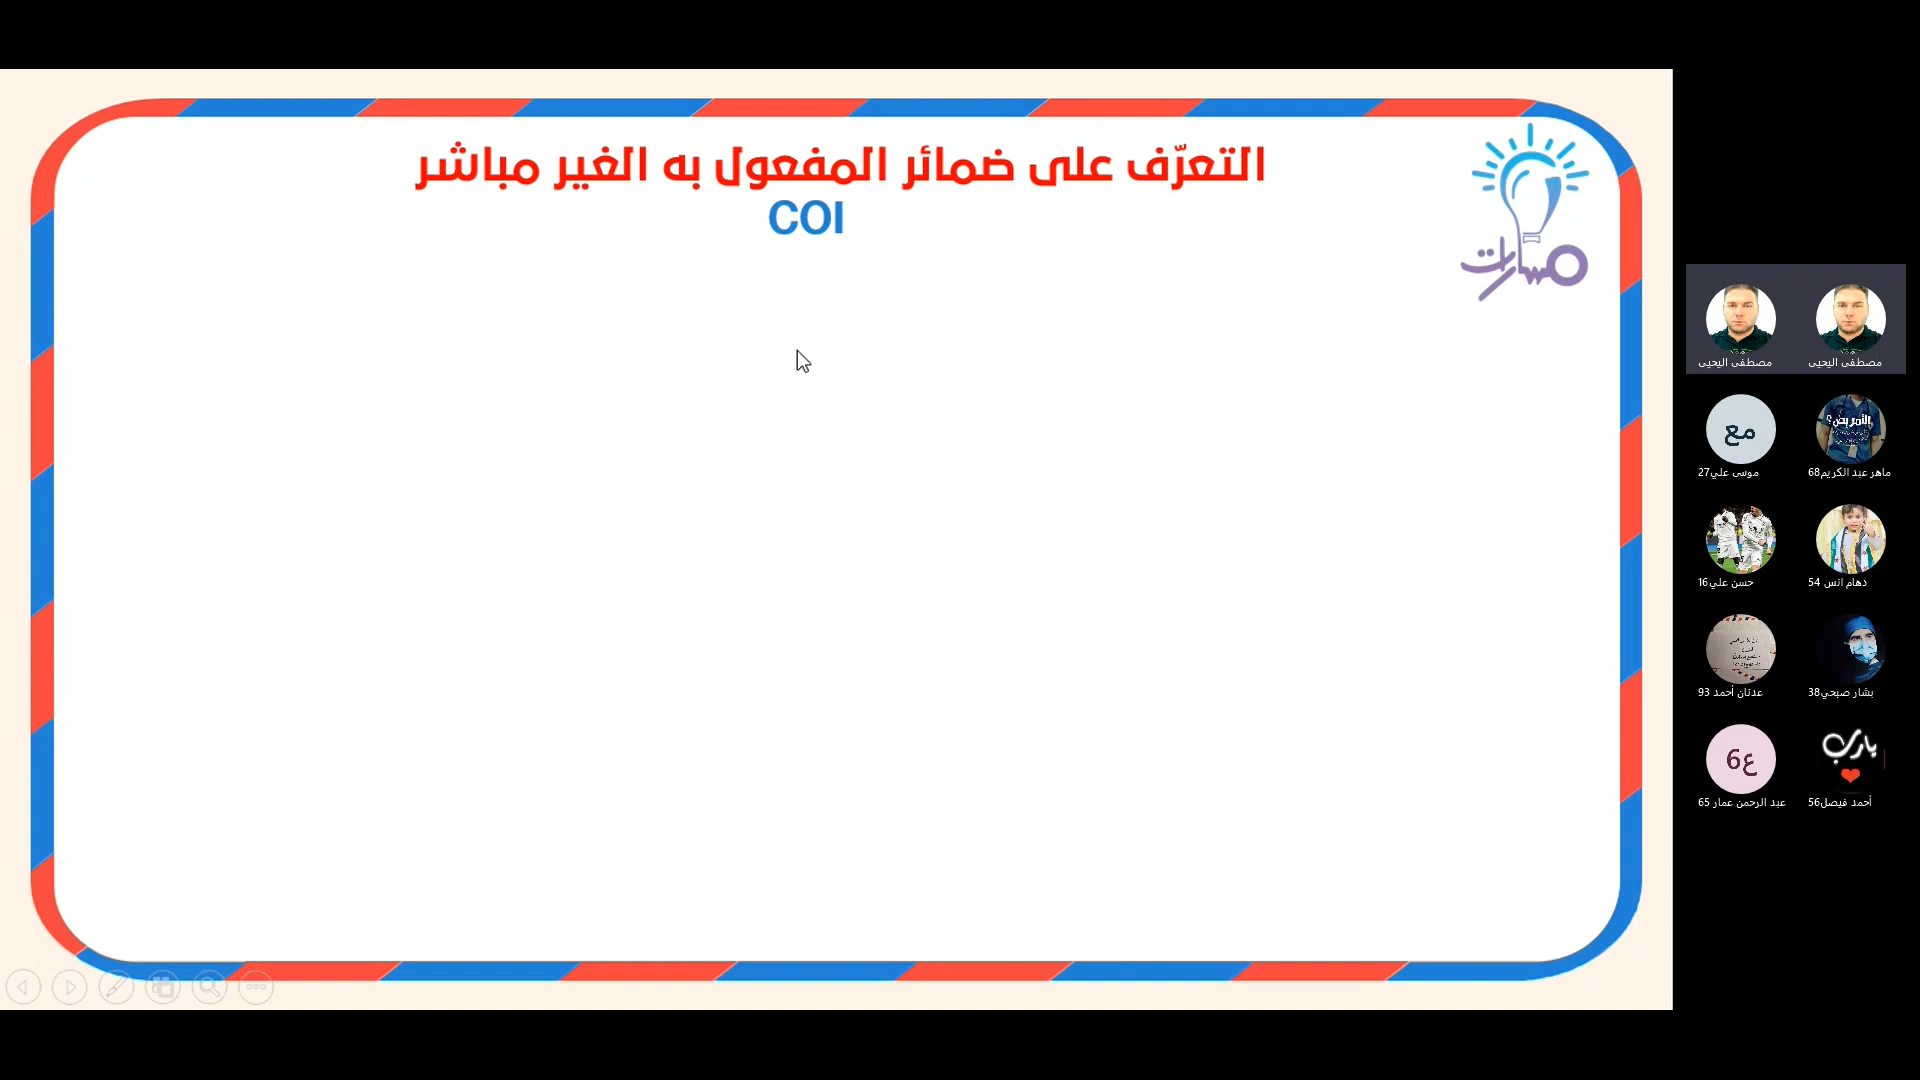 التعرّف على ضمائر المفعول به الغير مباشر
COI
مسارات
مصطفى اليحيى
مصطفى اليحيى
مع
موسى علي27
ماهر عبد الكريم68
حسن علي16
دهام انس 54
عدنان أحمد 93
بشار صبحي38
ع6
عبد الرحمن عمار 65
يارب
أحمد فيصل56